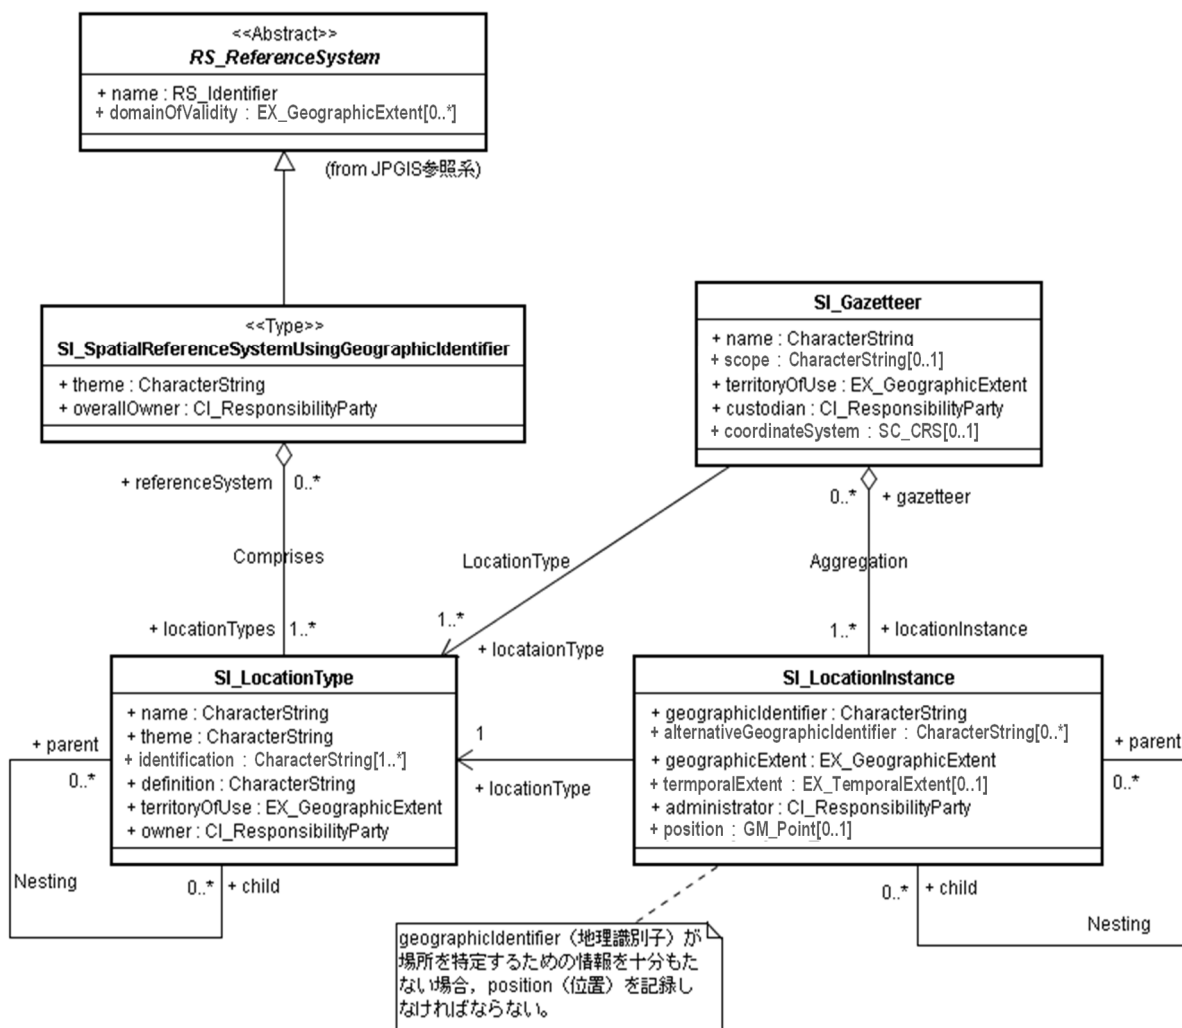 <<Abstract>>
RS_ReferenceSystem
+ name : RS_Identifier
+ domainOfValidity : EX_GeographicExtent[0..*]
(from JPGIS参照系)
<<Type>>
SI_SpatialReferenceSystemUsingGeographicIdentifier
+ theme : CharacterString
+ overallOwner : CI_ResponsibilityParty
SI_Gazetteer
+ name : CharacterString
+ scope : CharacterString[0..1]
+ territoryOfUse : EX_GeographicExtent
+ custodian : CI_ResponsibilityParty
+ coordinateSystem : SC_CRS[0..1]
+ referenceSystem
0..*
0..*
+ gazetteer
Comprises
LocationType
Aggregation
+ locationTypes
1..*
1..*
+ locataionType
1..*
+ locationInstance
SI_LocationType
+ name : CharacterString
+ theme : CharacterString
+ identification : CharacterString[1..*]
+ definition : CharacterString
+ territoryOfUse : EX_GeographicExtent
+ owner : CI_ResponsibilityParty
+ parent
0..*
Nesting
0..*
+ child
1
+ locationType
SI_LocationInstance
+ geographicIdentifier : CharacterString
+ alternativeGeographicIdentifier : CharacterString[0..*]
+ geographicExtent : EX_GeographicExtent
+ termporalExtent : EX_TemporalExtent[0..1]
+ administrator : CI_ResponsibilityParty
+ position : GM_Point[0..1]
+ parent
0..*
0..*
+ child
Nesting
geographicIdentifier（地理識別子）が
場所を特定するための情報を十分もた
ない場合，position（位置）を記録し
なければならない。